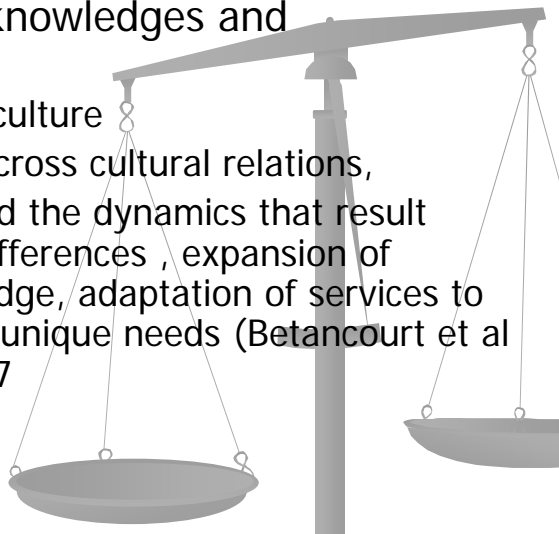 knowledges and
culture
cross cultural relations,
d the dynamics that result
fferences , expansion of
dge, adaptation of services to
unique needs (Betancourt et al
7